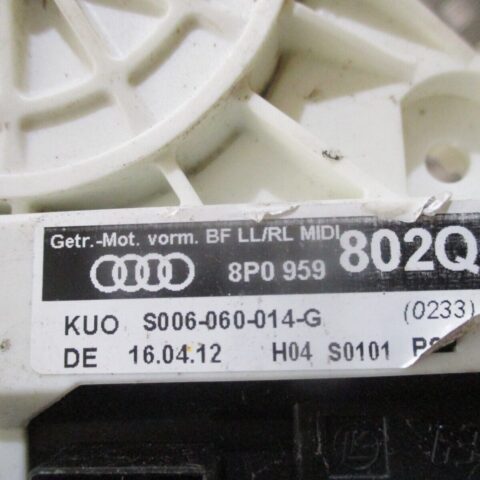 Getr.-Mot. vorm. BF LL/RL MIDI
8P0 959 802Q
KUO S006-060-014-G (0233)
DE 16.04.12 H04 S0101